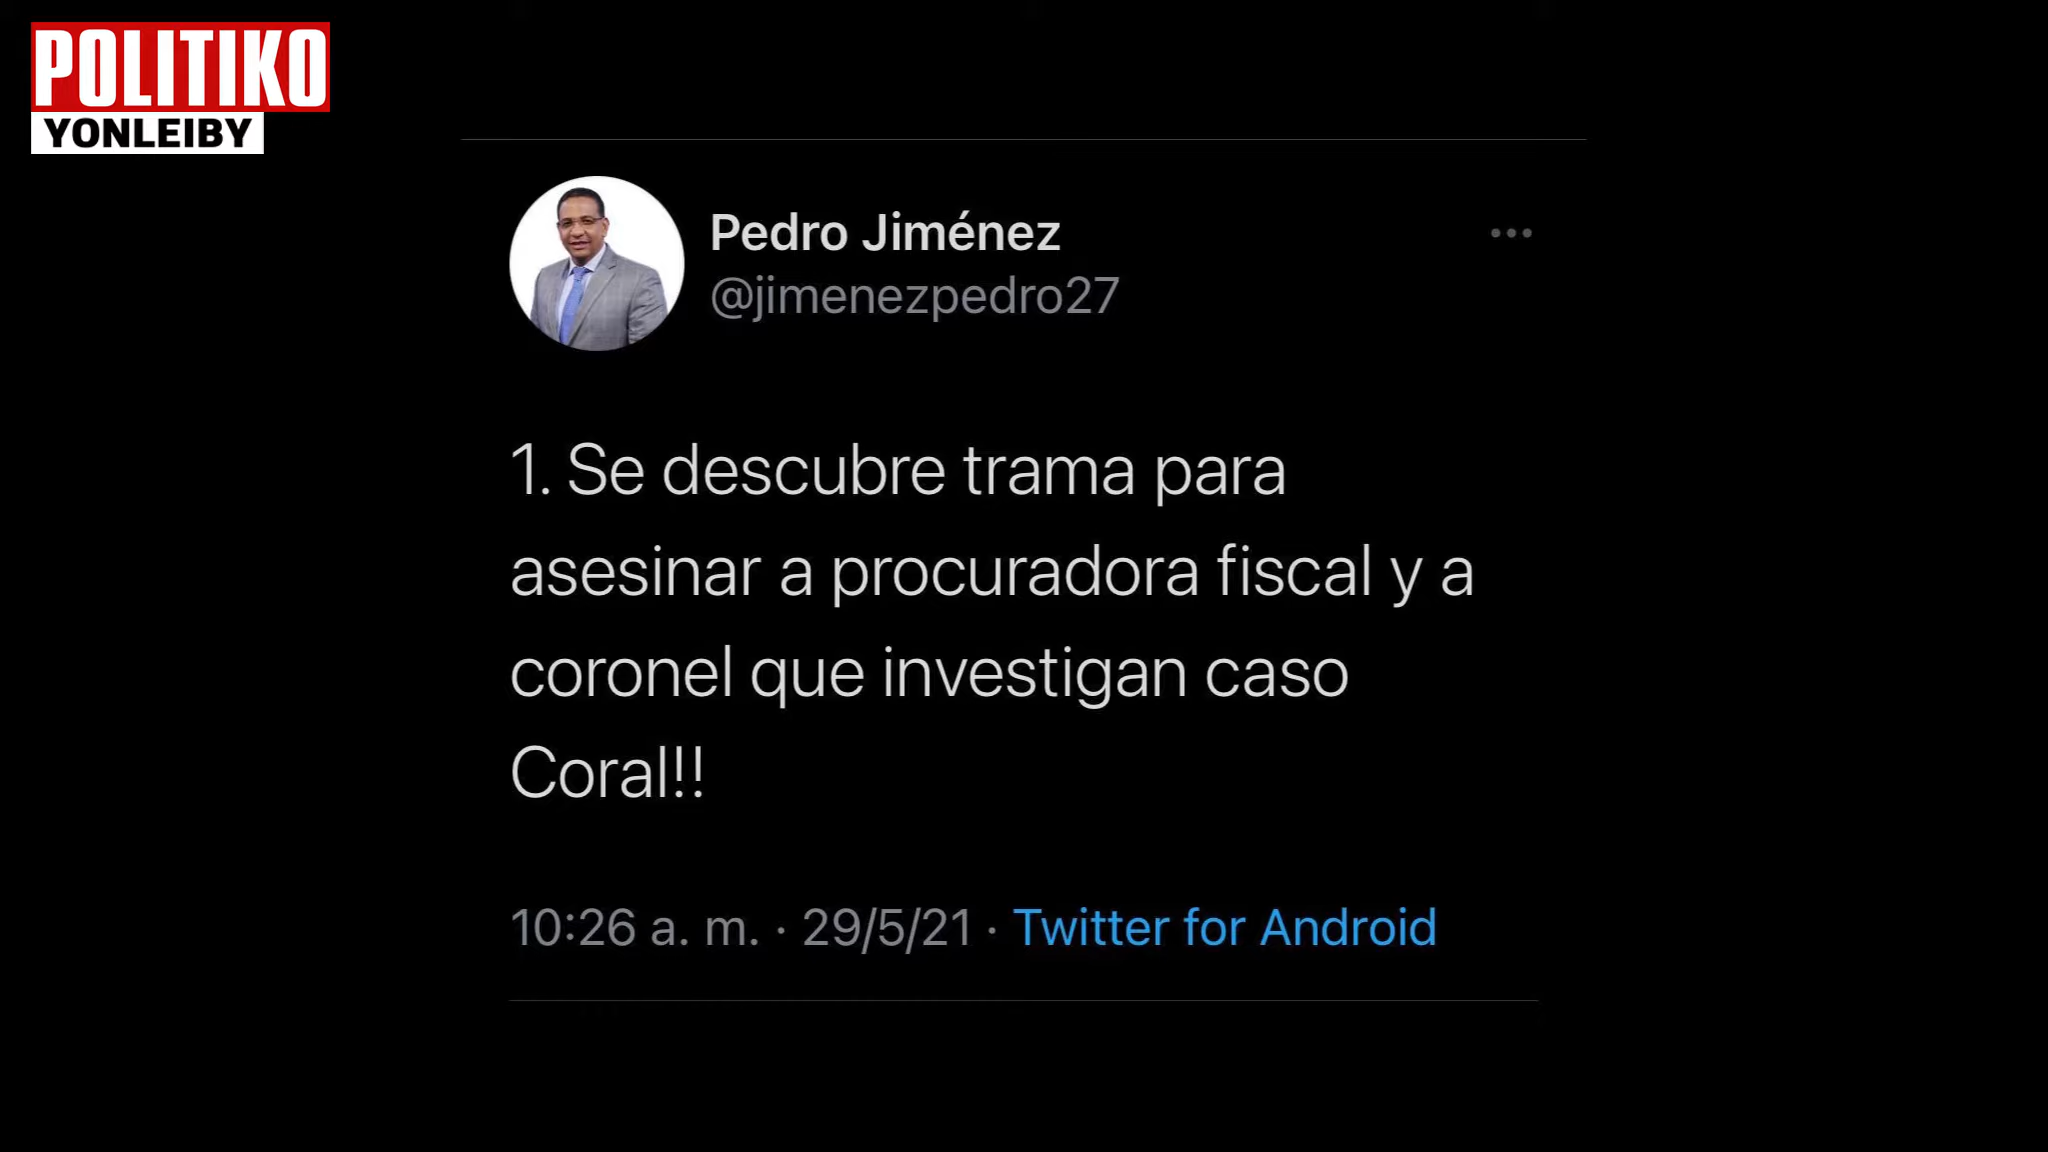 POLITIKO
YONLEIBY
Pedro Jiménez
@jimenezpedro27
1. Se descubre trama para
asesinar a procuradora fiscal y a
coronel que investigan caso
Coral!!
10:26 a. m. · 29/5/21 · Twitter for Android